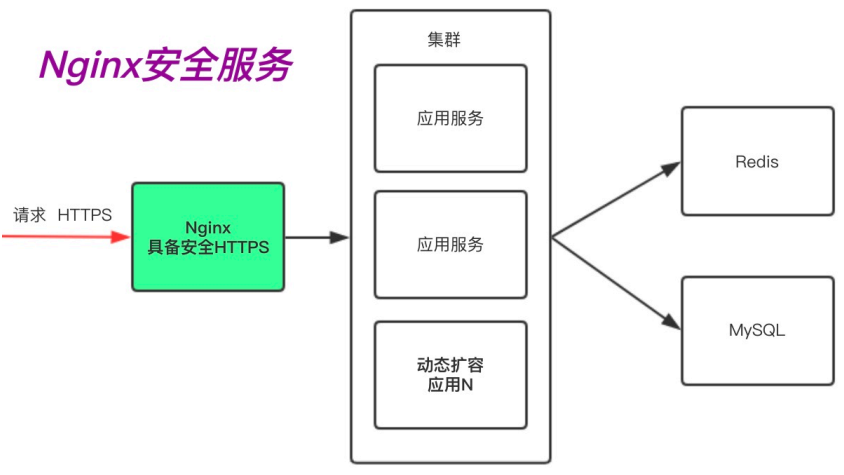 Nginx安全服务
请求 HTTPS
Nginx
具备安全HTTPS
集群
应用服务
应用服务
动态扩容
应用N
Redis
MySQL